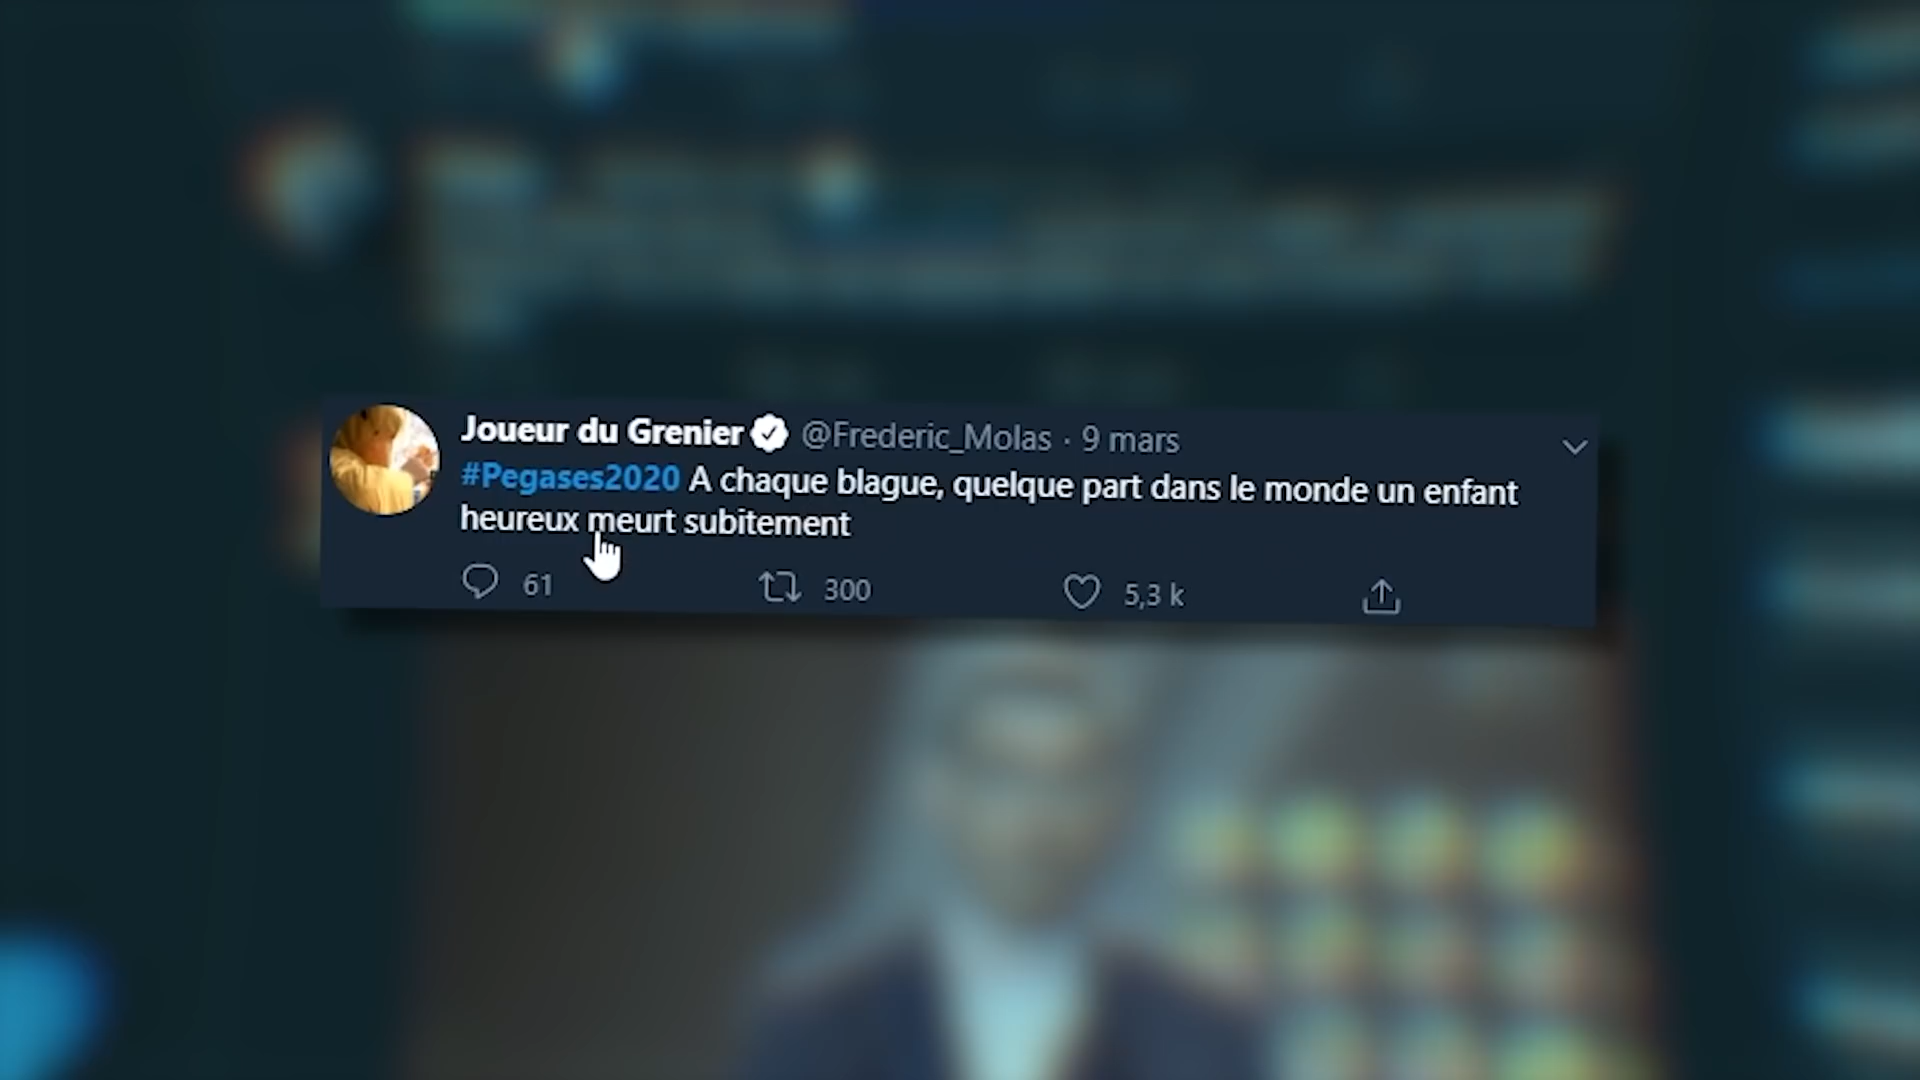 Joueur du Grenier @Frederic_Molas · 9 mars
#Pegases2020 A chaque blague, quelque part dans le monde un enfant
heureux meurt subitement
61 300 5,3 k